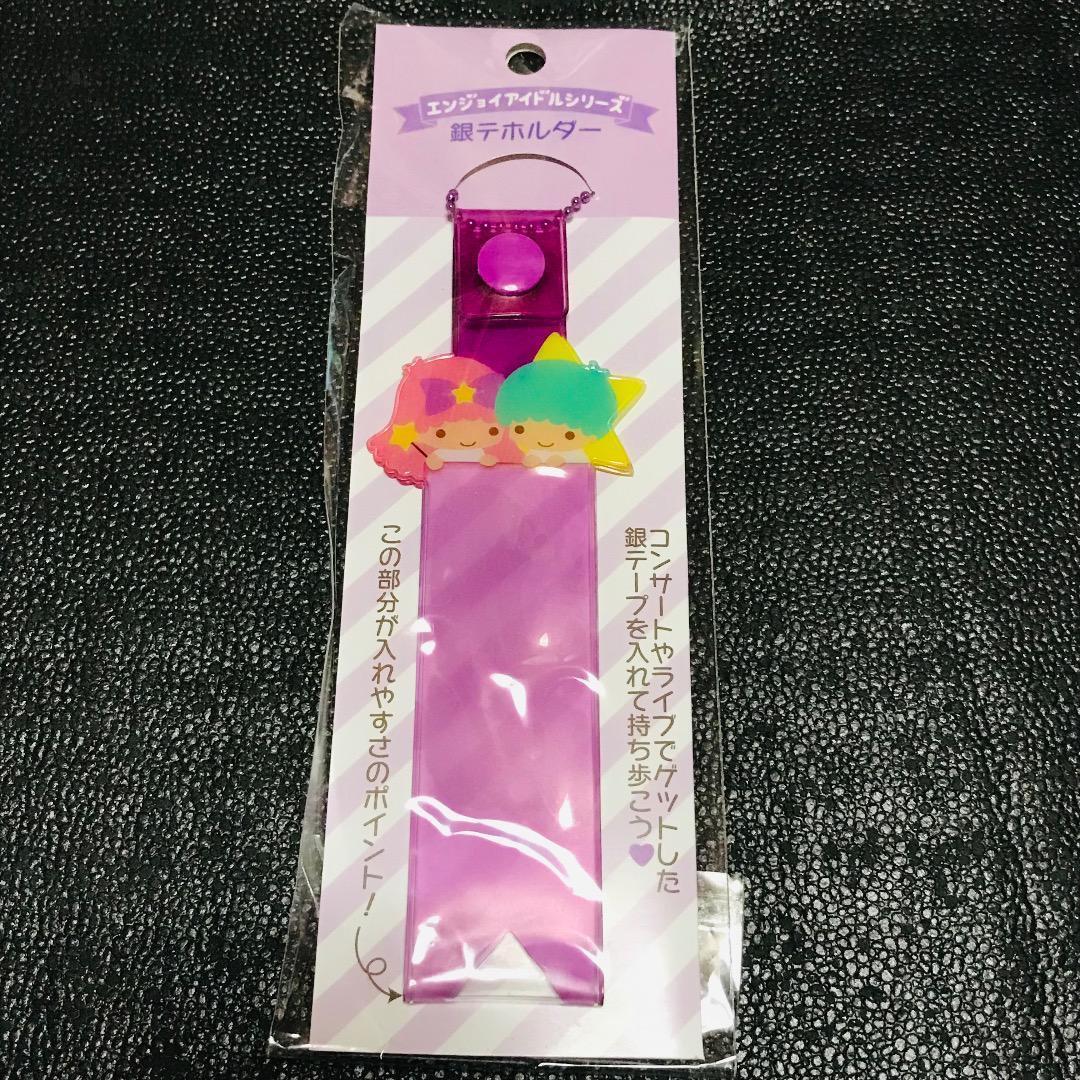 エンジョイアイドルシリーズ
銀テホルダー
コンサートやライブでゲットした
銀テープを入れて持ち歩こう♥
この部分が入れやすさのポイント!